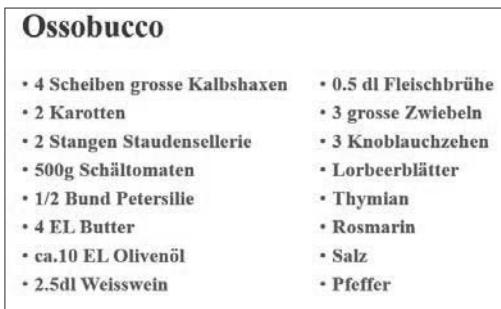 Ossobucco
• 4 Scheiben grosse Kalbshaxen
• 2 Karotten
• 2 Stangen Staudensellerie
• 500g Schältomaten
• 1/2 Bund Petersilie
• 4 EL Butter
• ca.10 EL Olivenöl
• 2.5dl Weisswein
• 0.5 dl Fleischbrühe
• 3 grosse Zwiebeln
• 3 Knoblauchzehen
• Lorbeerblätter
• Thymian
• Rosmarin
• Salz
• Pfeffer